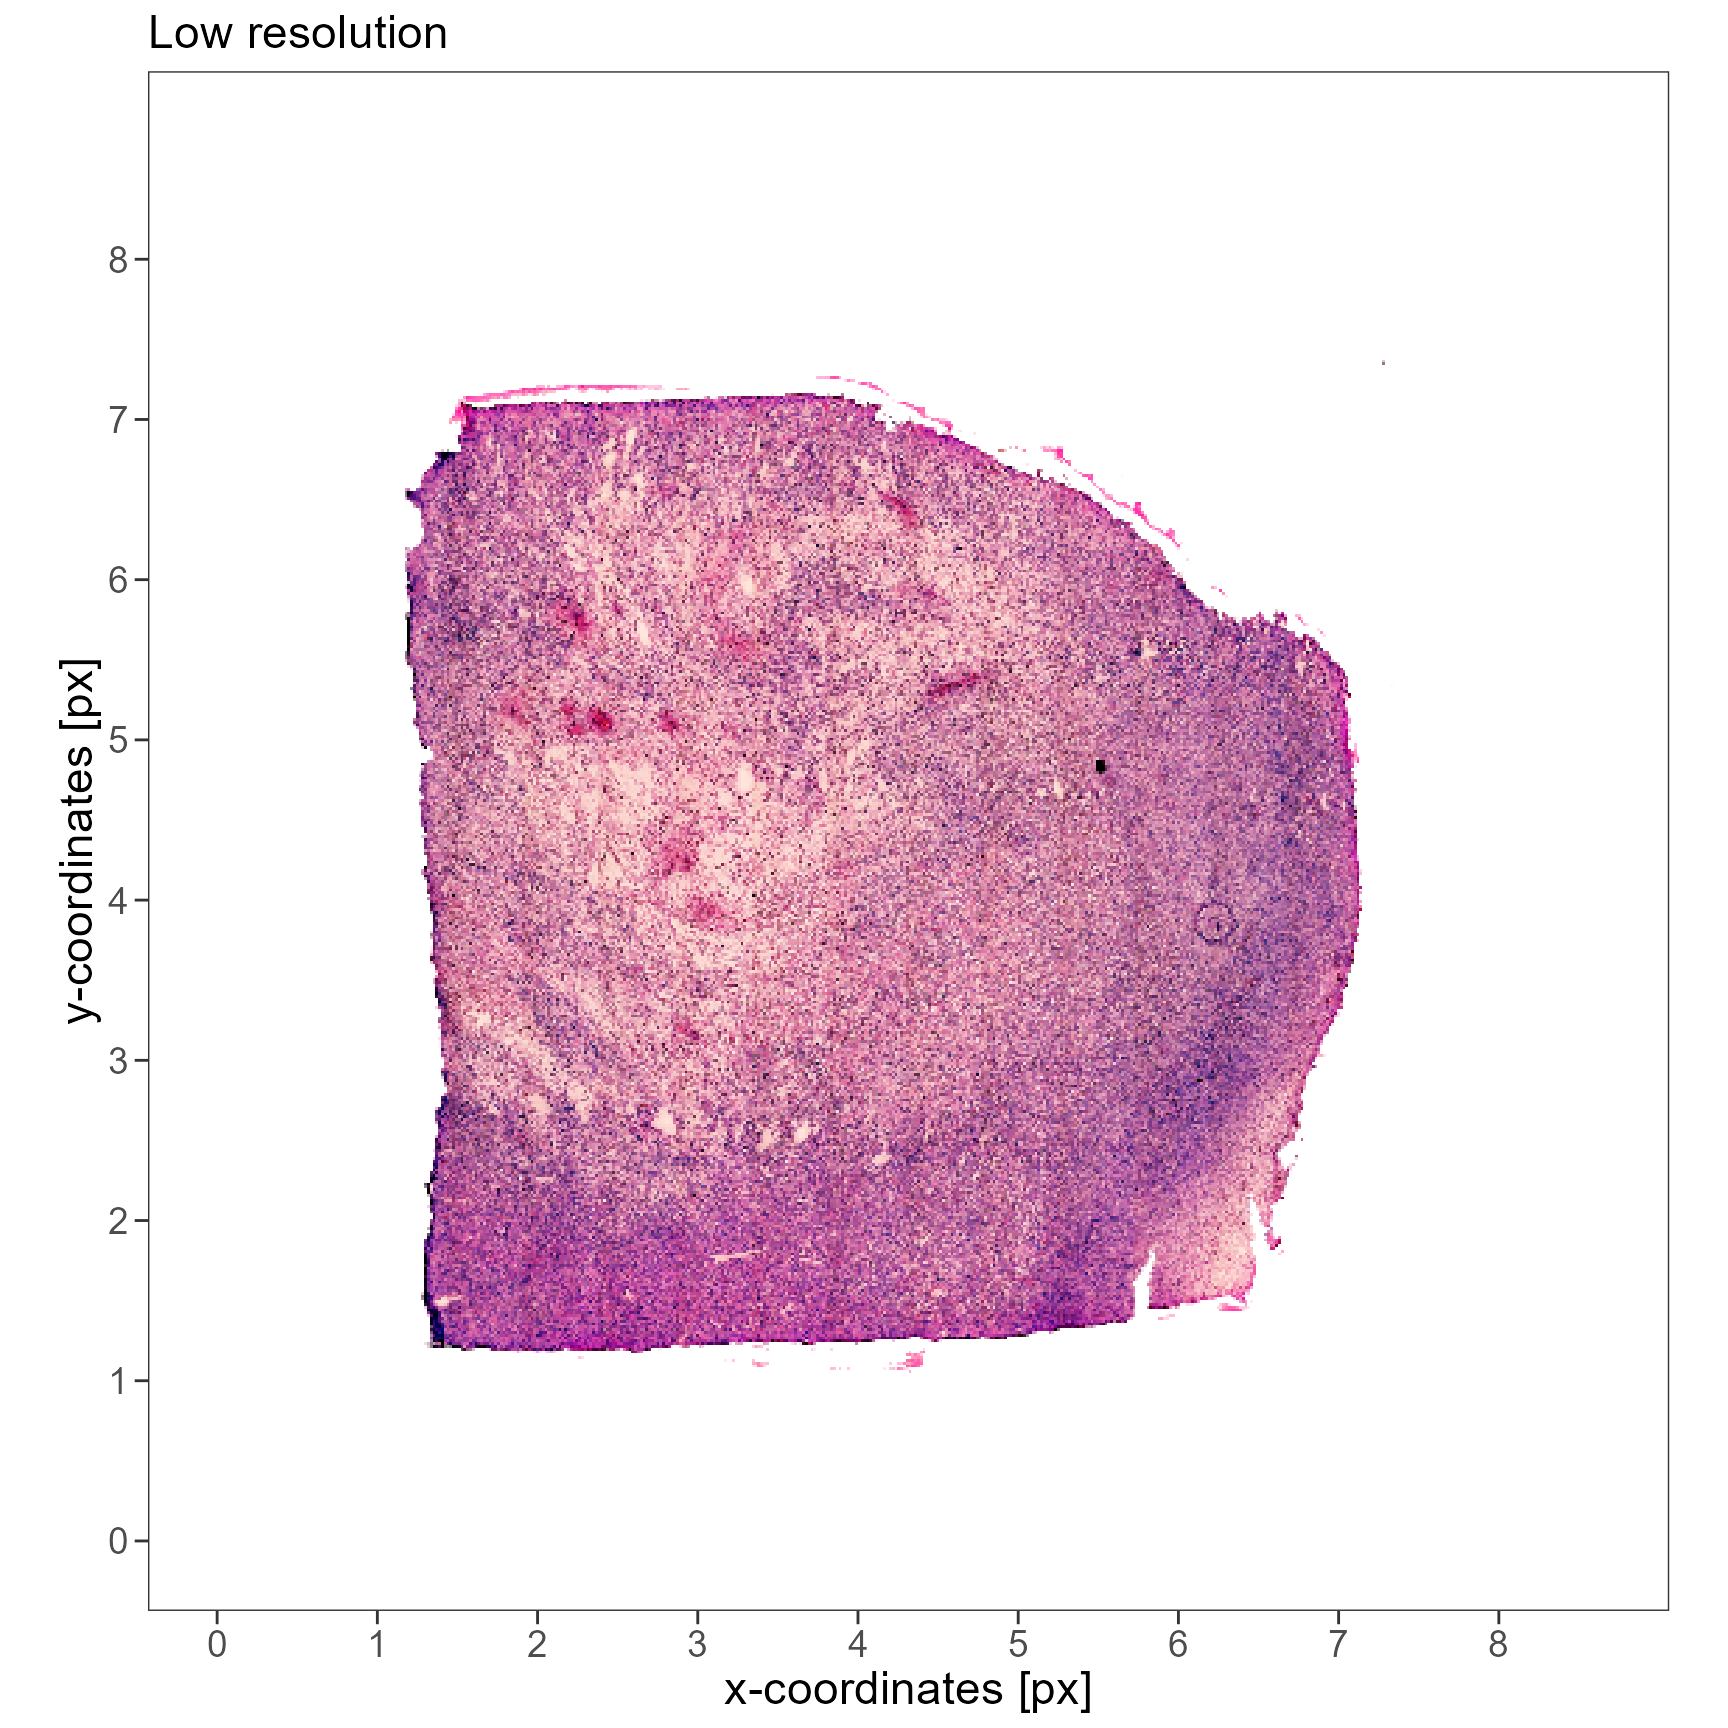 Low resolution
8
7
6
5
4
3
2
1
0
y-coordinates [px]
0 1 2 3 4 5 6 7 8
x-coordinates [px]